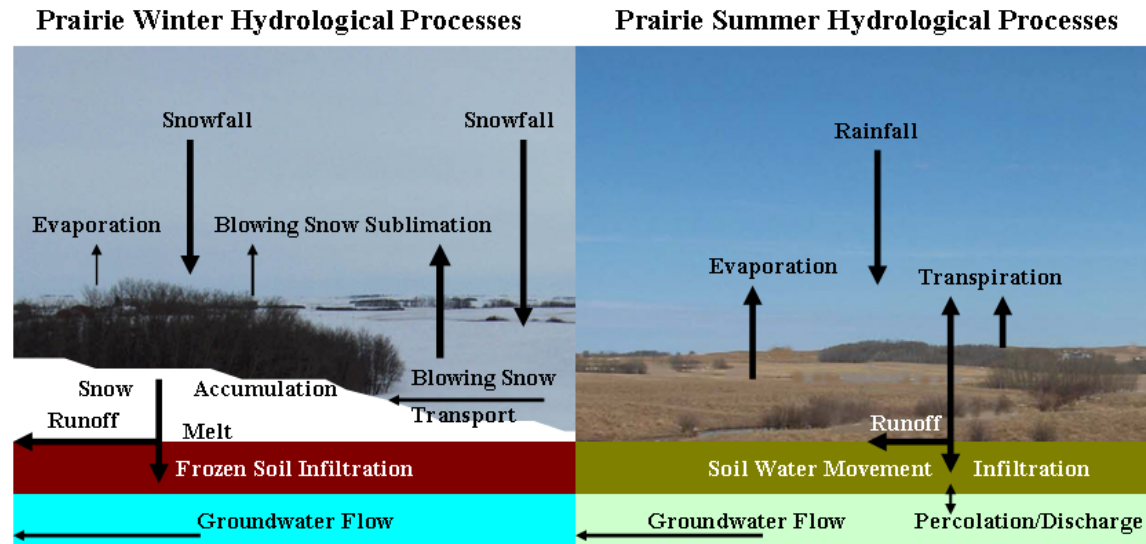 Prairie Winter Hydrological Processes
Snowfall
Snowfall
Evaporation
Blowing Snow Sublimation
Snow
Accumulation
Blowing Snow
Transport
Runoff
Melt
Frozen Soil Infiltration
Groundwater Flow
Prairie Summer Hydrological Processes
Rainfall
Evaporation
Transpiration
Runoff
Soil Water Movement
Infiltration
Groundwater Flow
Percolation/Discharge